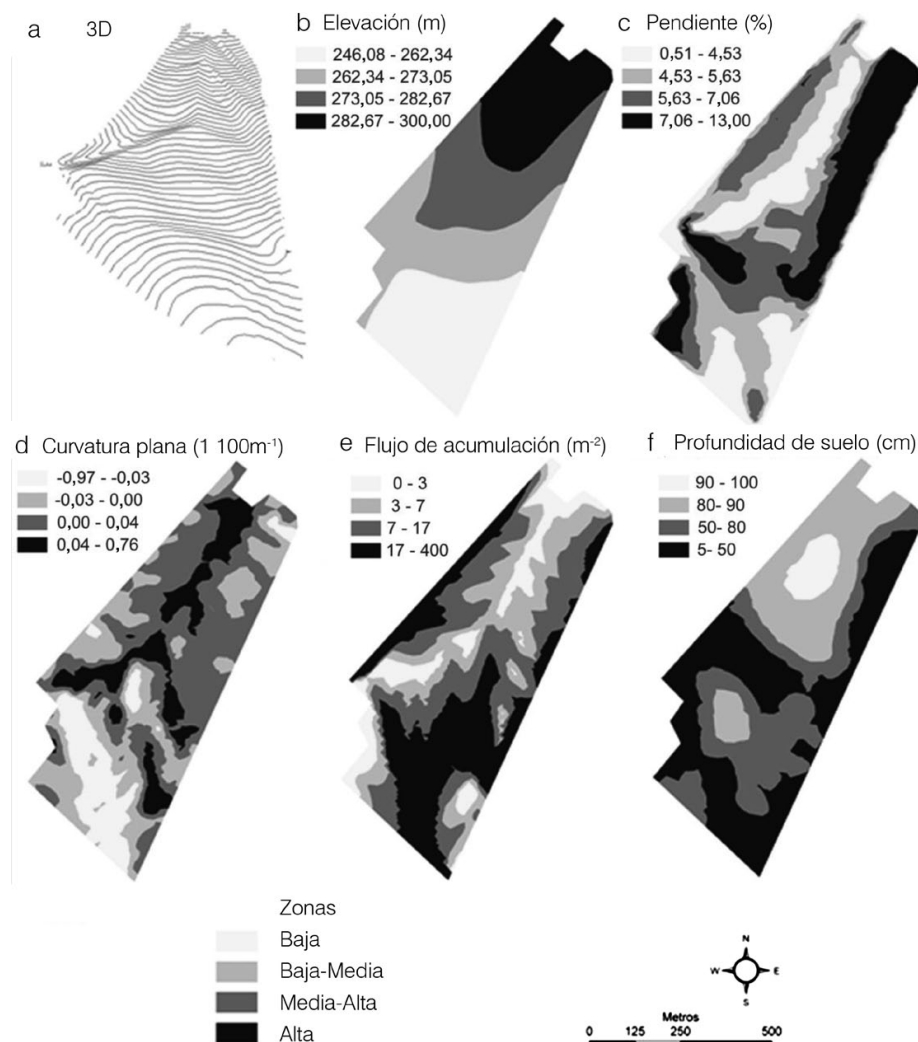 a 3D
b Elevación (m)
246,08 - 262,34
262,34 - 273,05
273,05 - 282,67
282,67 - 300,00
c Pendiente (%)
0,51 - 4,53
4,53 - 5,63
5,63 - 7,06
7,06 - 13,00
d Curvatura plana (1 100m⁻¹)
-0,97 - -0,03
-0,03 - 0,00
0,00 - 0,04
0,04 - 0,76
e Flujo de acumulación (m⁻²)
0 - 3
3 - 7
7 - 17
17 - 400
f Profundidad de suelo (cm)
90 - 100
80 - 90
50 - 80
5- 50
Zonas
Baja
Baja-Media
Media-Alta
Alta
N
W E
S
Metros
0 125 250 500